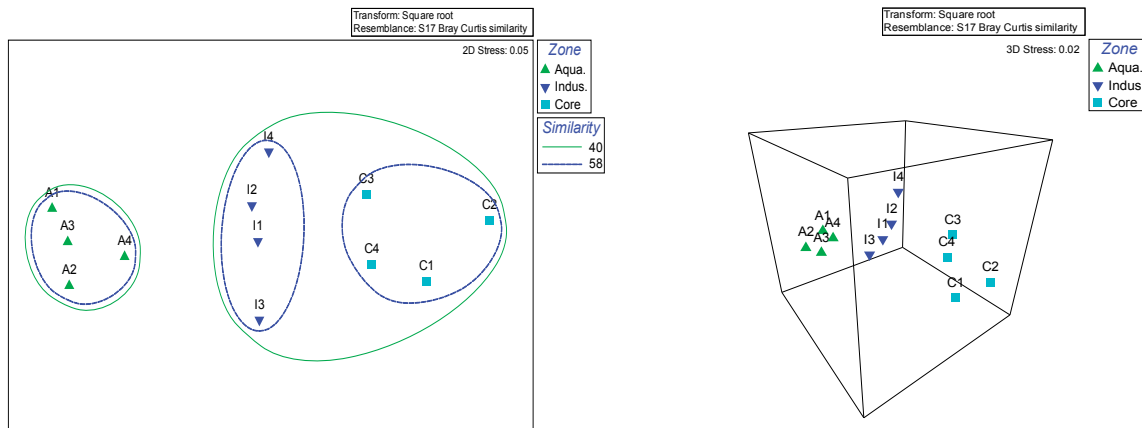 Transform: Square root
Resemblance: S17 Bray Curtis similarity
2D Stress: 0.05
Zone
Aqua.
Indus.
Core
Similarity
40
58
I4
A1
I2
C3
C2
A3
I1
A4
C4
A2
C1
I3
Transform: Square root
Resemblance: S17 Bray Curtis similarity
3D Stress: 0.02
Zone
Aqua.
Indus.
Core
I4
A1
I2
A4
C3
A2
I1
A3
I3
C4
C2
C1